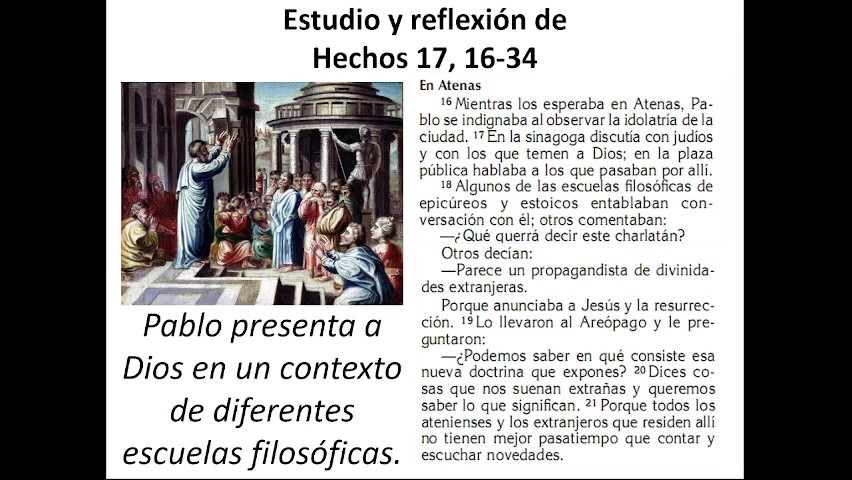 Estudio y reflexión de
Hechos 17, 16-34
Pablo presenta a
Dios en un contexto
de diferentes
escuelas filosóficas.
En Atenas
16 Mientras los esperaba en Atenas, Pa-
blo se indignaba al observar la idolatría de la
ciudad. 17 En la sinagoga discutía con judíos
y con los que temen a Dios; en la plaza
pública hablaba a los que pasaban por allí.
18 Algunos de las escuelas filosóficas de
epicúreos y estoicos entablaban con-
versación con él; otros comentaban:
—¿Qué querrá decir este charlatán?
Otros decían:
—Parece un propagandista de divinida-
des extranjeras.
Porque anunciaba a Jesús y la resurrec-
ción. 19 Lo llevaron al Areópago y le pre-
guntaron:
—¿Podemos saber en qué consiste esa
nueva doctrina que expones? 20 Dices co-
sas que nos suenan extrañas y queremos
saber lo que significan. 21 Porque todos los
atenienses y los extranjeros que residen allí
no tienen mejor pasatiempo que contar y
escuchar novedades.